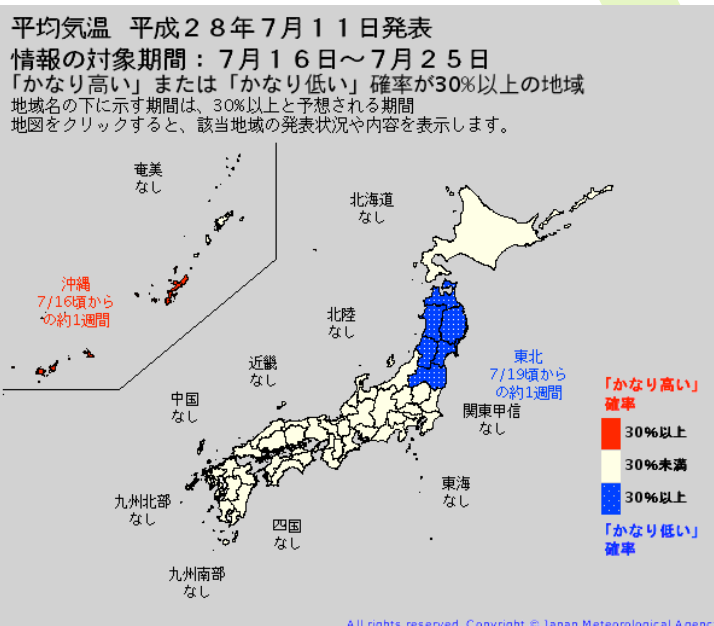 平均気温 平成２８年７月１１日発表
情報の対象期間：７月１６日～７月２５日
「かなり高い」または「かなり低い」確率が30%以上の地域
地域名の下に示す期間は、30%以上と予想される期間
地図をクリックすると、該当地域の発表状況や内容を表示します。
奄美
なし
北海道
なし
沖縄
7/16頃から
の約1週間
北陸
なし
東北
7/19頃から
の約1週間
近畿
なし
中国
なし
関東甲信
なし
「かなり高い」
確率
30%以上
30%未満
30%以上
「かなり低い」
確率
東海
なし
九州北部
なし
四国
なし
九州南部
なし
All rights reserved. Copyright © Japan Meteorological Agency